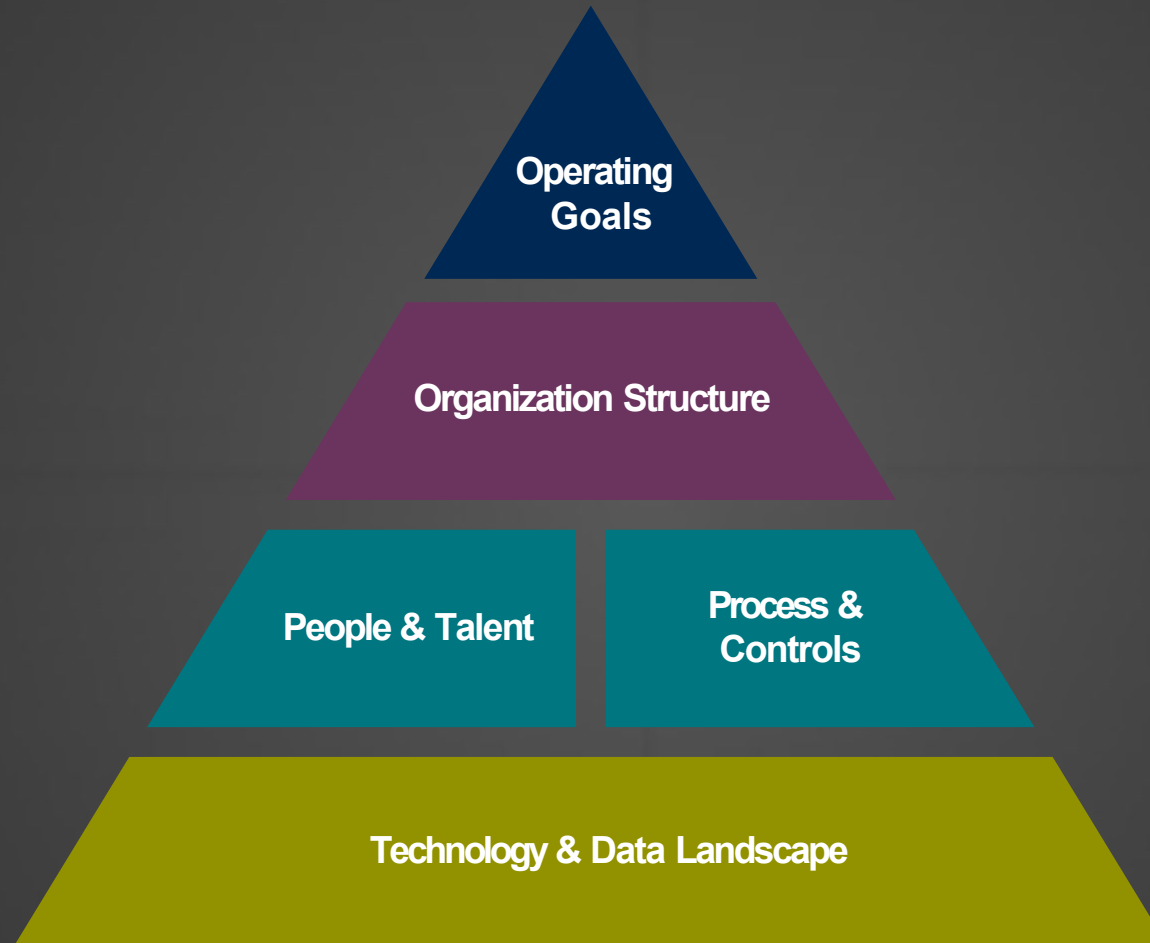 Operating
Goals
Organization Structure
People & Talent
Process &
Controls
Technology & Data Landscape